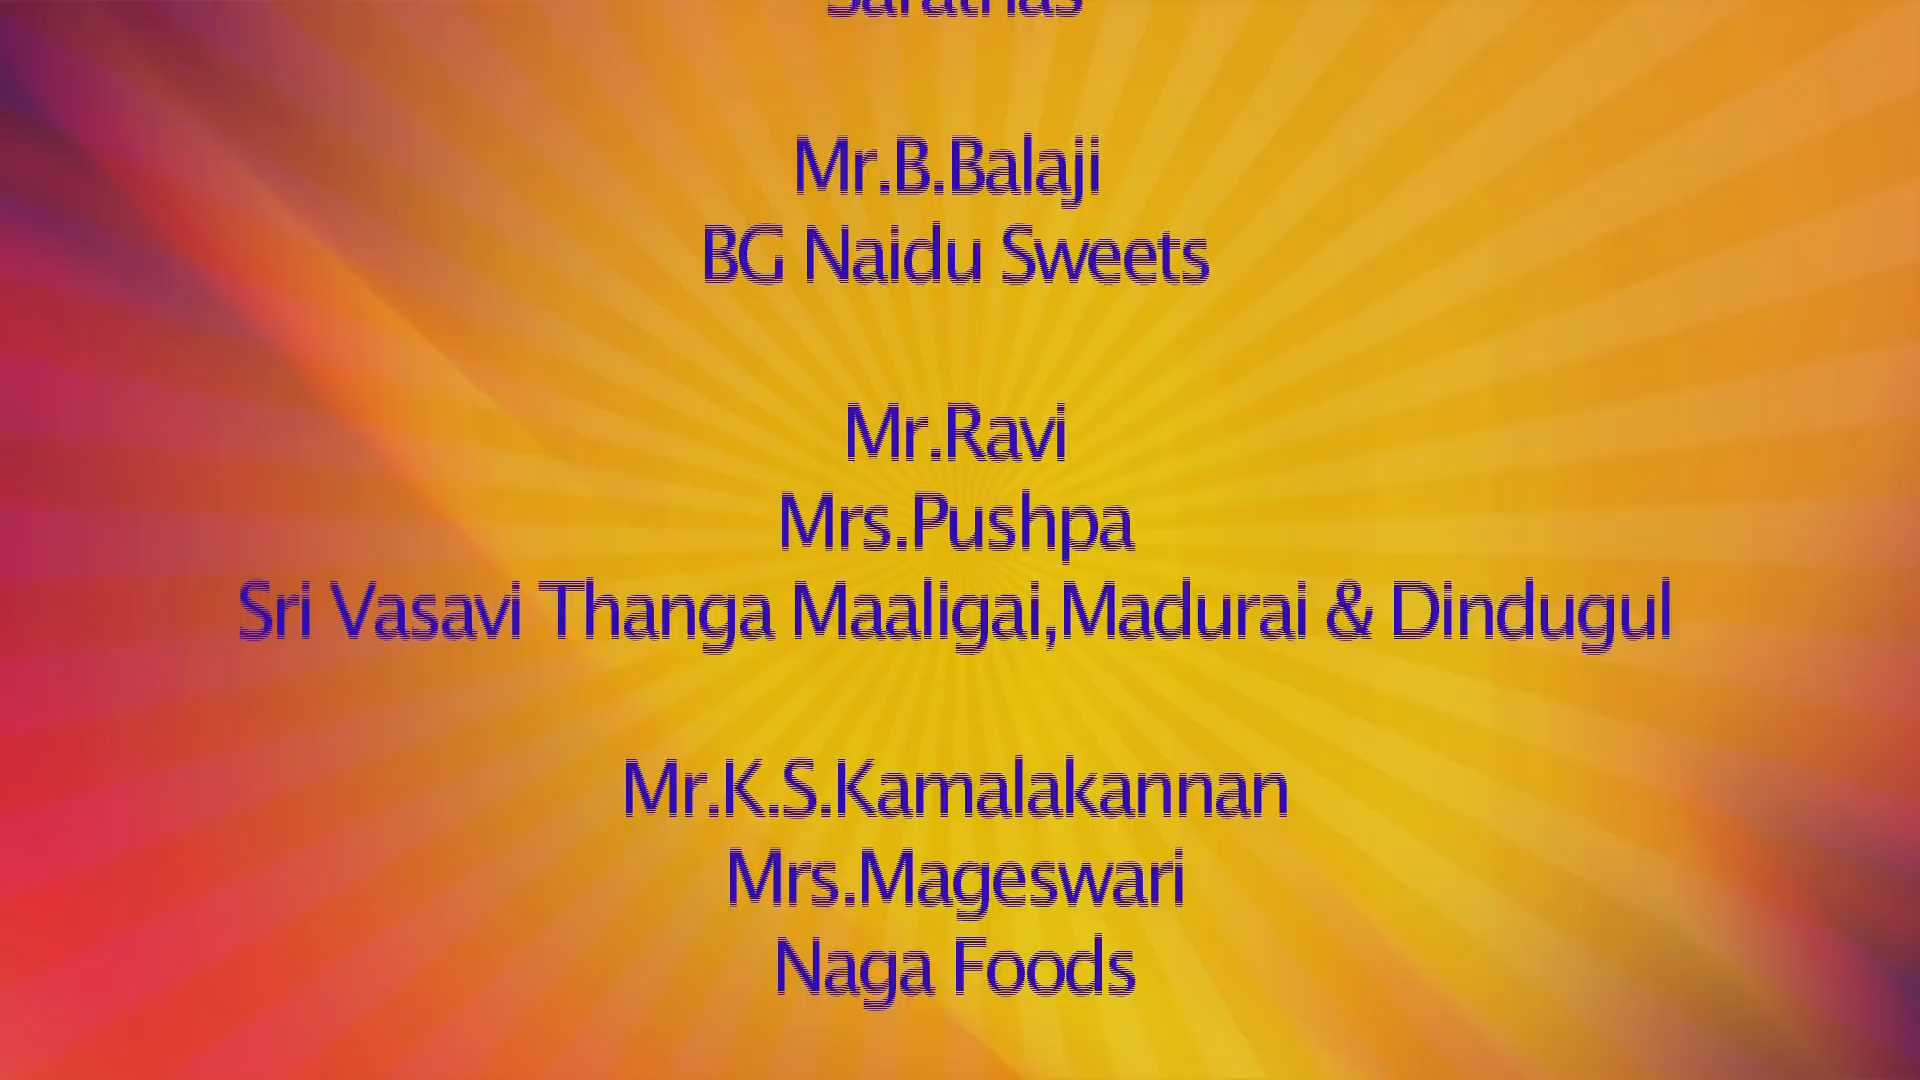 Sarathas
Mr.B.Balaji
BG Naidu Sweets
Mr.Ravi
Mrs.Pushpa
Sri Vasavi Thanga Maaligai,Madurai & Dindugul
Mr.K.S.Kamalakannan
Mrs.Mageswari
Naga Foods